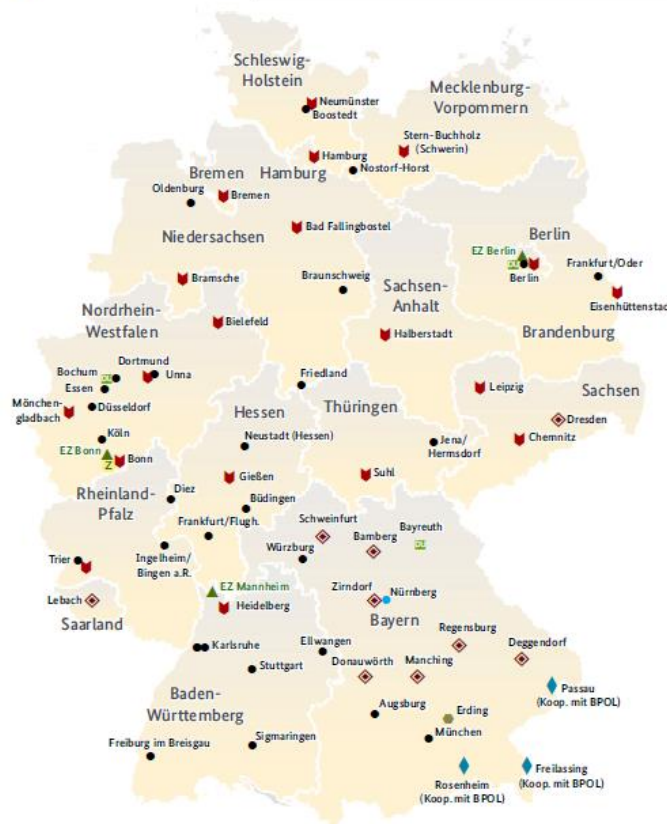 Schleswig-
Holstein
Mecklenburg-
Vorpommern
Neumünster
Boostedt
Stern-Buchholz
(Schwerin)
Hamburg
Nostorf-Horst
Bremen
Hamburg
Oldenburg
Bremen
Bad Fallingbostel
Niedersachsen
Berlin
EZ Berlin
DÜ
Berlin
Frankfurt/Oder
Bramsche
Braunschweig
Sachsen-
Anhalt
Eisenhüttenstadt
Nordrhein-
Westfalen
Bielefeld
Halberstadt
Brandenburg
Bochum
DÜ
Dortmund
Unna
Essen
Friedland
Leipzig
Sachsen
Mönchen-
gladbach
Düsseldorf
Hessen
Thüringen
Dresden
Köln
Neustadt (Hessen)
Jena/
Hermsdorf
Chemnitz
EZ Bonn
Z
Bonn
Gießen
Suhl
Rheinland-
Pfalz
Diez
Büdingen
Schweinfurt
Bamberg
Bayreuth
DÜ
Frankfurt/Flugh.
Würzburg
Trier
Ingelheim/
Bingen a.R.
EZ Mannheim
Zirndorf
Nürnberg
Lebach
Heidelberg
Saarland
Bayern
Regensburg
Karlsruhe
Ellwangen
Deggendorf
Stuttgart
Donauwörth
Manching
Passau
(Koop. mit BPOL)
Baden-
Württemberg
Augsburg
Erding
München
Freiburg im Breisgau
Sigmaringen
Rosenheim
(Koop. mit BPOL)
Freilassing
(Koop. mit BPOL)